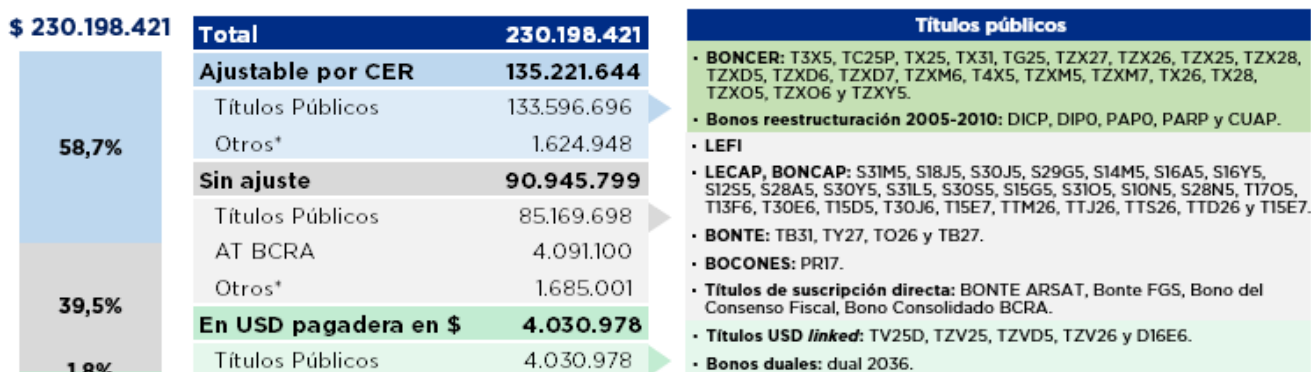 $ 230.198.421
58,7%
39,5%
1,8%
Total 230.198.421
Ajustable por CER 135.221.644
Títulos Públicos 133.596.696
Otros* 1.624.948
Sin ajuste 90.945.799
Títulos Públicos 85.169.698
AT BCRA 4.091.100
Otros* 1.685.001
En USD pagadera en $ 4.030.978
Títulos Públicos 4.030.978
Títulos públicos
· BONCER: T3X5, TC25P, TX25, TX31, TG25, TZX27, TZX26, TZX25, TZX28,
TZXD5, TZXD6, TZXD7, TZXM6, T4X5, TZXM5, TZXM7, TX26, TX28,
TZXO5, TZXO6 y TZXY5.
· Bonos reestructuración 2005-2010: DICP, DIP0, PAP0, PARP y CUAP.
· LEFI
· LECAP, BONCAP: S31M5, S18J5, S30J5, S29G5, S14M5, S16A5, S16Y5,
S12S5, S28A5, S30Y5, S31L5, S30S5, S15G5, S31O5, S10N5, S28N5, T17O5,
T13F6, T30E6, T15D5, T30J6, T15E7, TTM26, TTJ26, TTS26, TTD26 y T15E7.
· BONTE: TB31, TY27, TO26 y TB27.
· BOCONES: PR17.
· Títulos de suscripción directa: BONTE ARSAT, Bonte FGS, Bono del
Consenso Fiscal, Bono Consolidado BCRA.
· Títulos USD linked: TV25D, TZV25, TZVD5, TZV26 y D16E6.
· Bonos duales: dual 2036.